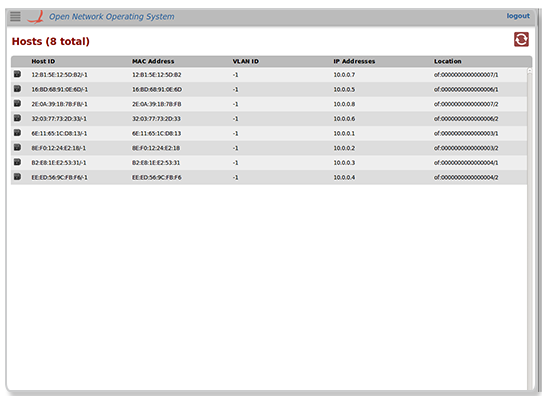 Open Network Operating System
logout
Hosts (8 total)
Host ID MAC Address VLAN ID IP Addresses Location
12:B1:5E:12:5D:B2/-1 12:B1:5E:12:5D:B2 -1 10.0.0.7 of:0000000000000007/1
16:BD:68:91:0E:6D/-1 16:BD:68:91:0E:6D -1 10.0.0.5 of:0000000000000006/1
2E:0A:39:1B:7B:FB/-1 2E:0A:39:1B:7B:FB -1 10.0.0.8 of:0000000000000007/2
32:03:77:73:2D:33/-1 32:03:77:73:2D:33 -1 10.0.0.6 of:0000000000000006/2
6E:11:65:1C:D8:13/-1 6E:11:65:1C:D8:13 -1 10.0.0.1 of:0000000000000003/1
8E:F0:12:24:E2:18/-1 8E:F0:12:24:E2:18 -1 10.0.0.2 of:0000000000000003/2
B2:E8:1E:E2:53:31/-1 B2:E8:1E:E2:53:31 -1 10.0.0.3 of:0000000000000004/1
EE:ED:56:9C:FB:F6/-1 EE:ED:56:9C:FB:F6 -1 10.0.0.4 of:0000000000000004/2